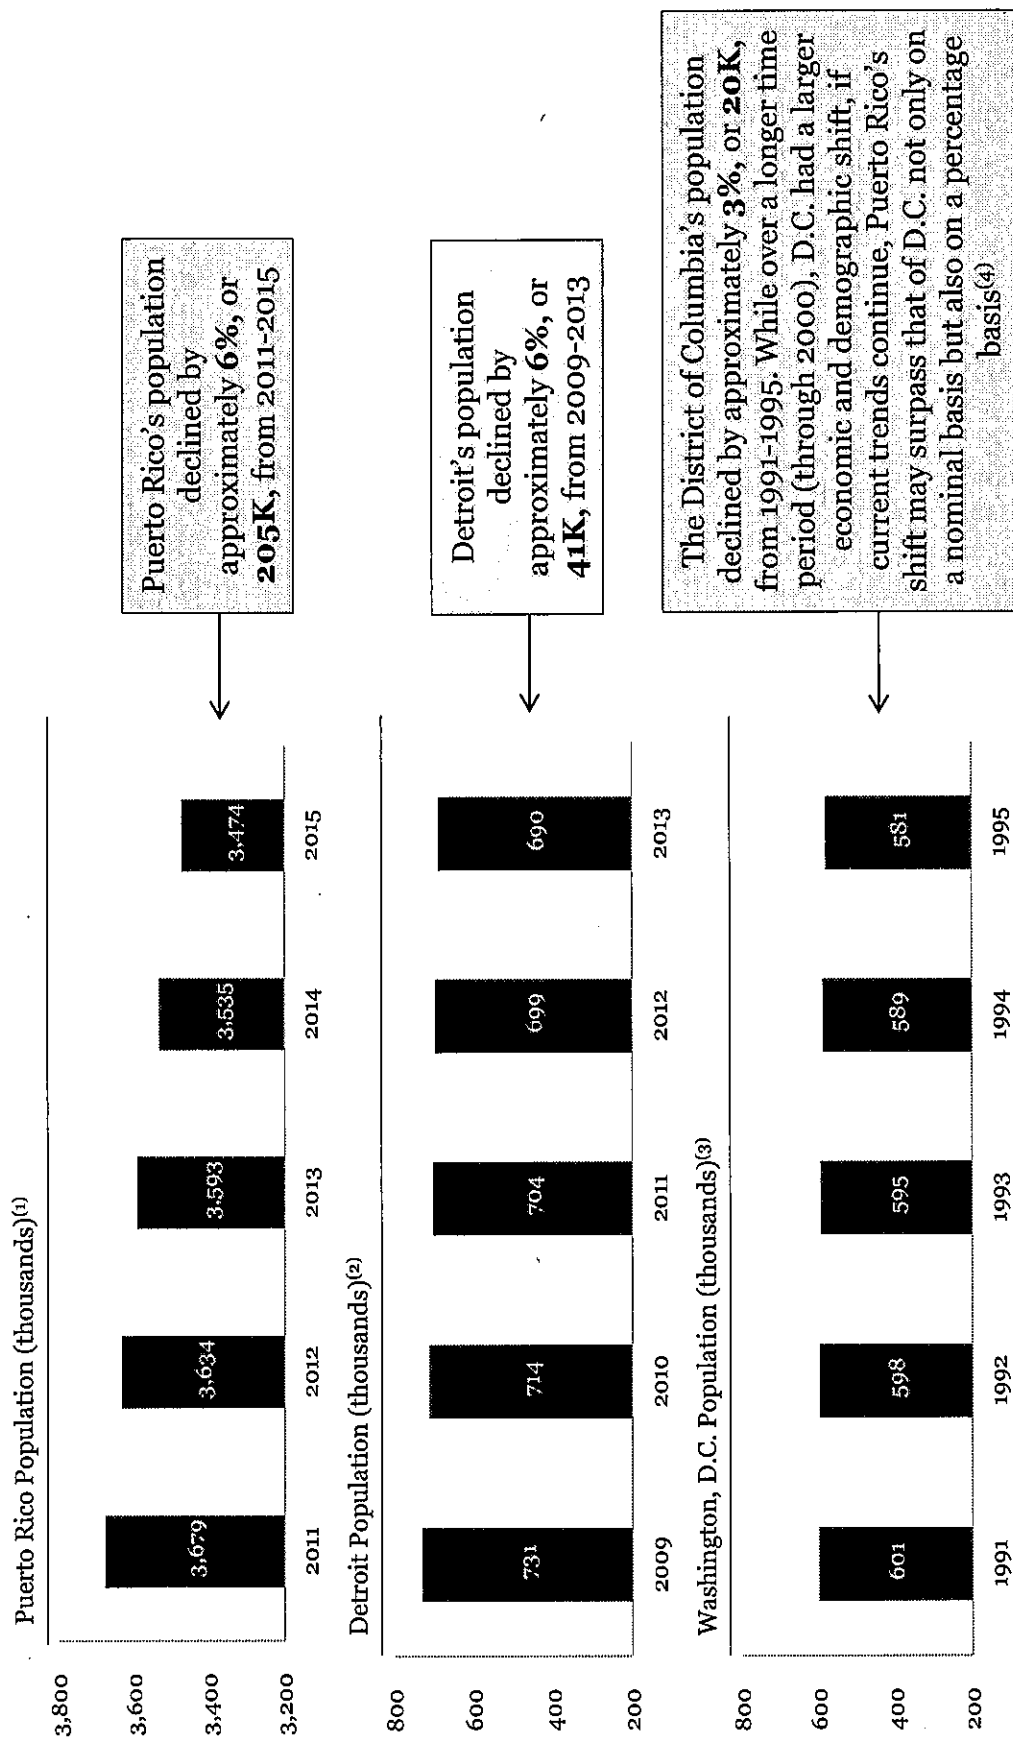 Puerto Rico Population (thousands)(1)
3,800
3,600
3,400
3,200
3,679
3,634
3,593
3,535
3,474
2011
2012
2013
2014
2015
Puerto Rico's population
declined by
approximately 6%, or
205K, from 2011-2015
Detroit Population (thousands)(2)
800
600
400
200
731
714
704
699
690
2009
2010
2011
2012
2013
Detroit's population
declined by
approximately 6%, or
41K, from 2009-2013
Washington, D.C. Population (thousands)(3)
800
600
400
200
601
598
595
589
581
1991
1992
1993
1994
1995
The District of Columbia's population
declined by approximately 3%, or 20K,
from 1991-1995. While over a longer time
period (through 2000), D.C. had a larger
economic and demographic shift, if
current trends continue, Puerto Rico's
shift may surpass that of D.C. not only on
a nominal basis but also on a percentage
basis(4)